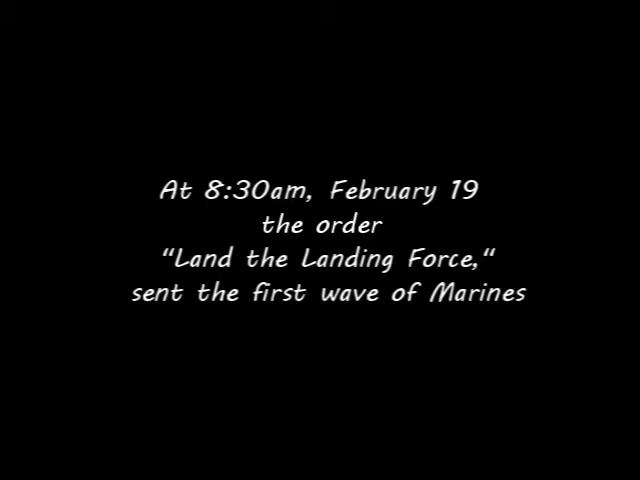 At 8:30am, February 19
the order
“Land the Landing Force,“
sent the first wave of Marines